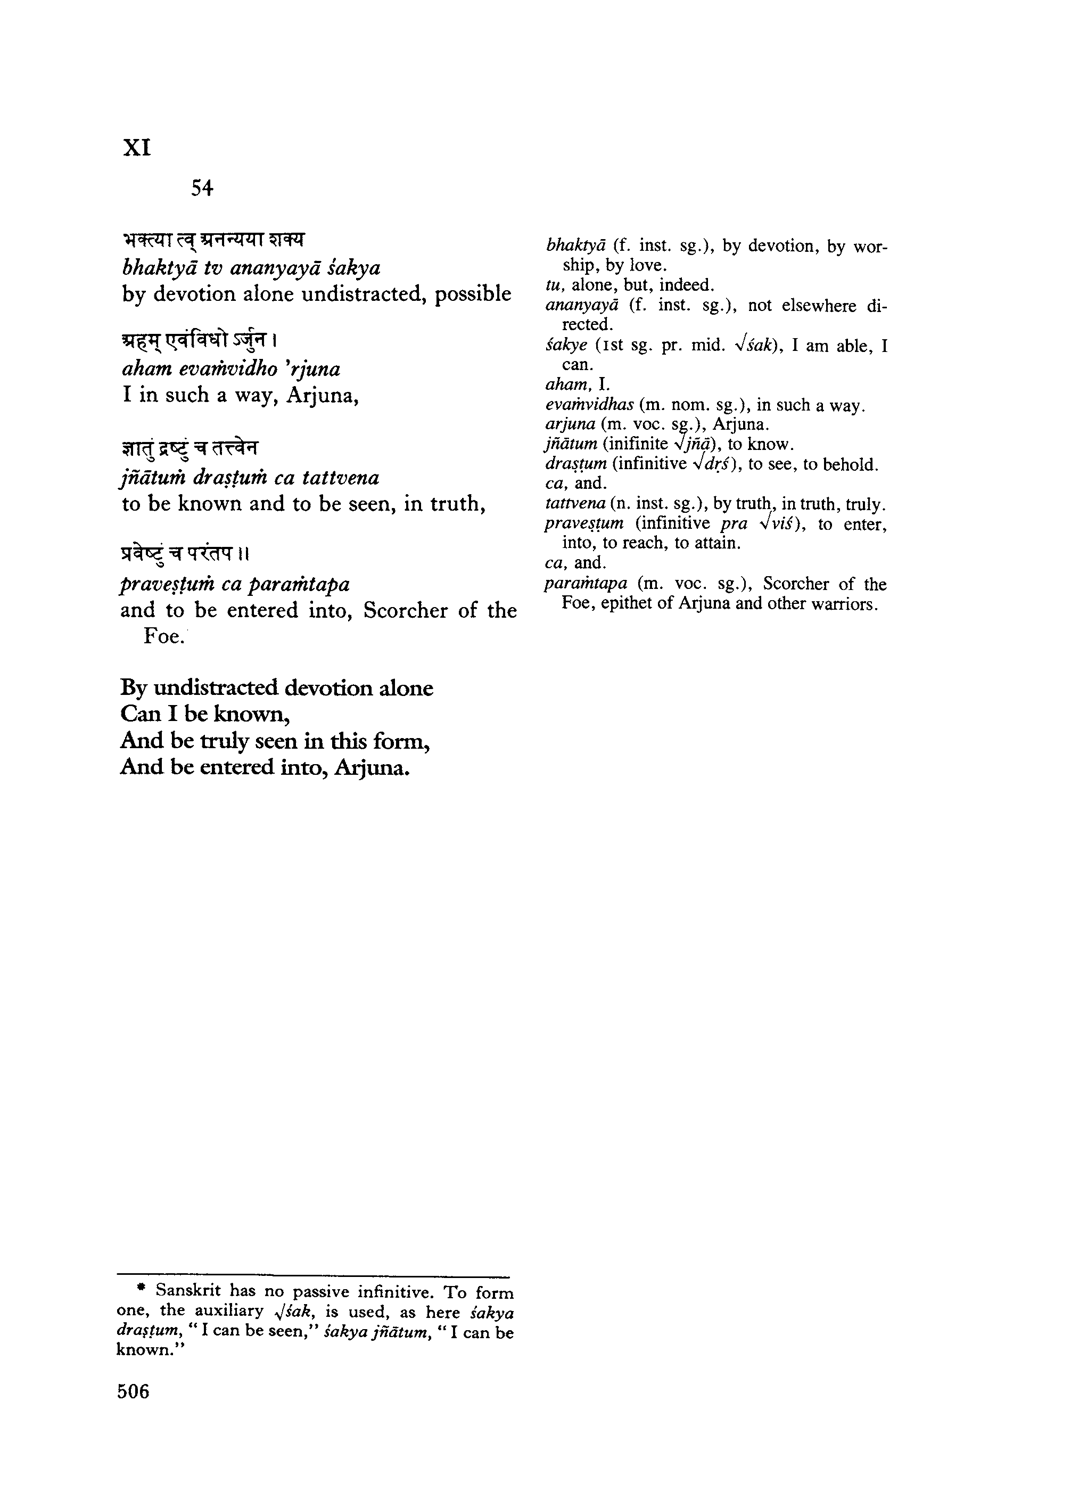 XI
54
भक्त्या त्व् अनन्यया शक्य
bhaktyā tv ananyayā śakya
by devotion alone undistracted, possible
अहम् एवंविधो ऽर्जुन ।
aham evaṁvidho 'rjuna
I in such a way, Arjuna,
ज्ञातुं द्रष्टुं च तत्त्वेन
jñātuṁ draṣṭuṁ ca tattvena
to be known and to be seen, in truth,
प्रवेष्टुं च परंतप ॥
praveṣṭuṁ ca paraṁtapa
and to be entered into, Scorcher of the
Foe.
By undistracted devotion alone
Can I be known,
And be truly seen in this form,
And be entered into, Arjuna.
bhaktyā (f. inst. sg.), by devotion, by wor-
ship, by love.
tu, alone, but, indeed.
ananyayā (f. inst. sg.), not elsewhere di-
rected.
śakye (1st sg. pr. mid. √śak), I am able, I
can.
aham, I.
evaṁvidhas (m. nom. sg.), in such a way.
arjuna (m. voc. sg.), Arjuna.
jñātum (inifinite √jñā), to know.
draṣṭum (infinitive √dṛś), to see, to behold.
ca, and.
tattvena (n. inst. sg.), by truth, in truth, truly.
praveṣṭum (infinitive pra √viś), to enter,
into, to reach, to attain.
ca, and.
paraṁtapa (m. voc. sg.), Scorcher of the
Foe, epithet of Arjuna and other warriors.
* Sanskrit has no passive infinitive. To form
one, the auxiliary √śak, is used, as here śakya
draṣṭum, “I can be seen,” śakya jñātum, “I can be
known.”
506